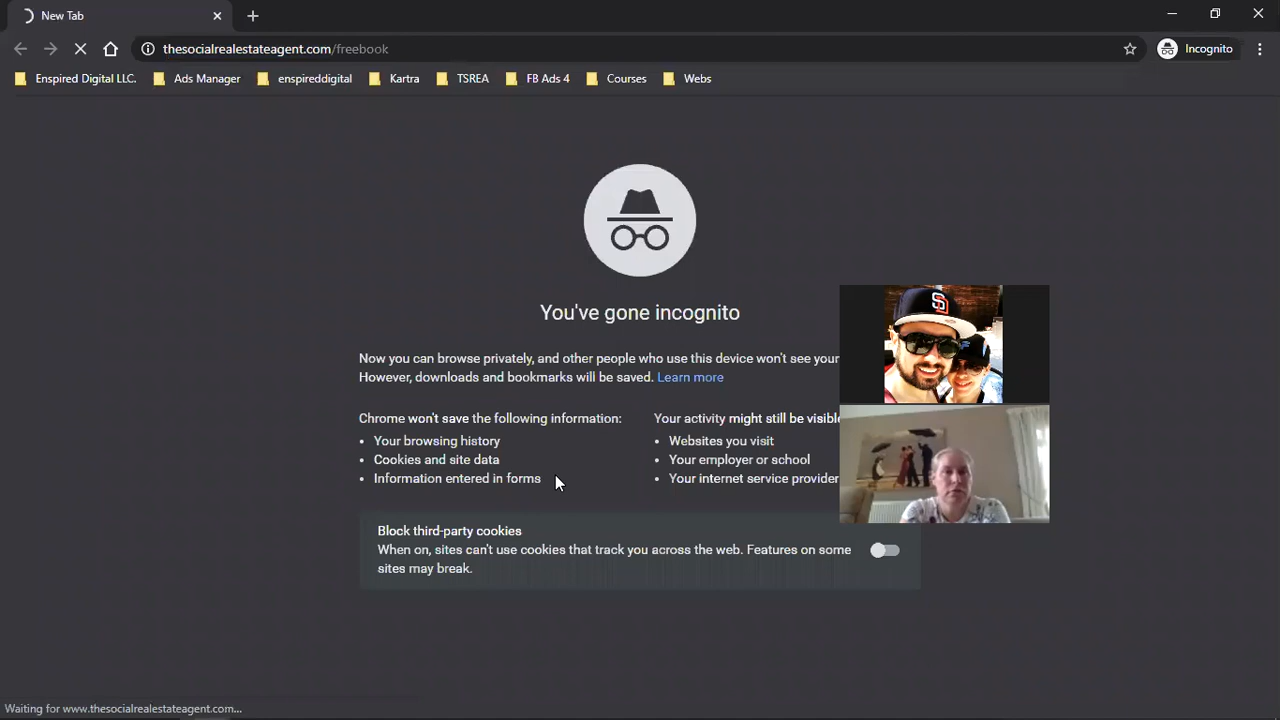 New Tab
thesocialrealestateagent.com/freebook
Incognito
Enspired Digital LLC.
Ads Manager
enspireddigital
Kartra
TSREA
FB Ads 4
Courses
Webs
You've gone incognito
Now you can browse privately, and other people who use this device won't see your
However, downloads and bookmarks will be saved. Learn more
Chrome won't save the following information:
Your browsing history
Cookies and site data
Information entered in forms
Your activity might still be visible
Websites you visit
Your employer or school
Your internet service provider
Block third-party cookies
When on, sites can't use cookies that track you across the web. Features on some
sites may break.
Waiting for www.thesocialrealestateagent.com...